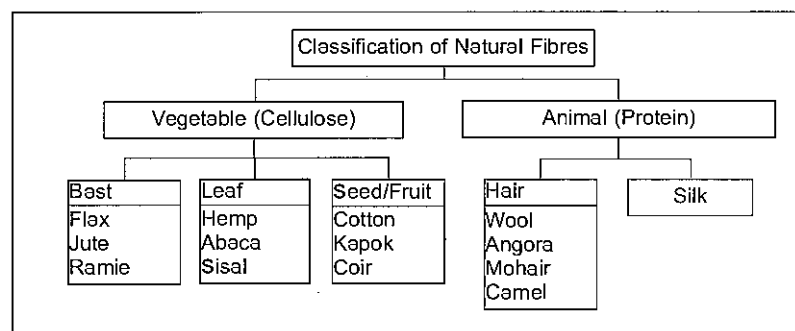 Classification of Natural Fibres
Vegetable (Cellulose)
Animal (Protein)
Bast
Flax
Jute
Ramie
Leaf
Hemp
Abaca
Sisal
Seed/Fruit
Cotton
Kapok
Coir
Hair
Wool
Angora
Mohair
Camel
Silk